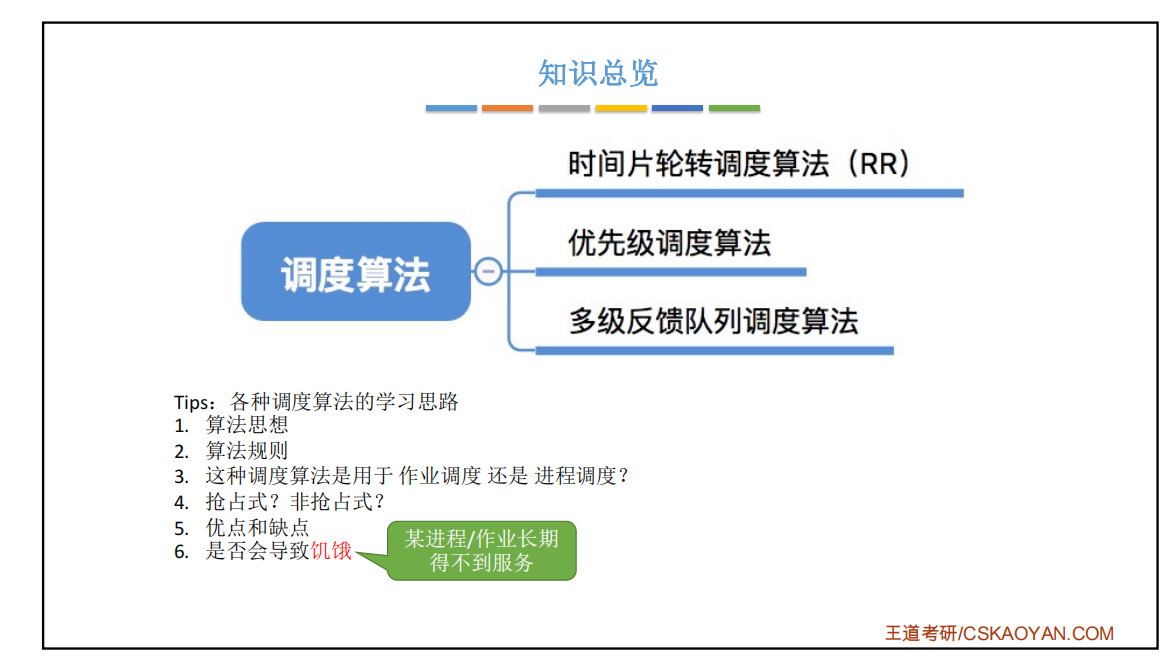 知识总览
时间片轮转调度算法（RR）
优先级调度算法
调度算法
多级反馈队列调度算法
Tips：各种调度算法的学习思路
1. 算法思想
2. 算法规则
3. 这种调度算法是用于 作业调度 还是 进程调度？
4. 抢占式？非抢占式？
5. 优点和缺点
6. 是否会导致饥饿
某进程/作业长期
得不到服务
王道考研/CSKAOYAN.COM